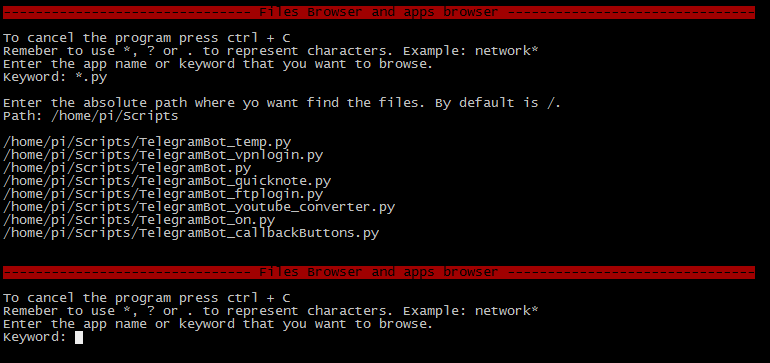 ------------------------------- Files Browser and apps browser -------------------------------
To cancel the program press ctrl + C
Remeber to use *, ? or . to represent characters. Example: network*
Enter the app name or keyword that you want to browse.
Keyword: *.py
Enter the absolute path where yo want find the files. By default is /.
Path: /home/pi/Scripts
/home/pi/Scripts/TelegramBot_temp.py
/home/pi/Scripts/TelegramBot_vpnlogin.py
/home/pi/Scripts/TelegramBot.py
/home/pi/Scripts/TelegramBot_quicknote.py
/home/pi/Scripts/TelegramBot_ftplogin.py
/home/pi/Scripts/TelegramBot_youtube_converter.py
/home/pi/Scripts/TelegramBot_on.py
/home/pi/Scripts/TelegramBot_callbackButtons.py
------------------------------- Files Browser and apps browser -------------------------------
To cancel the program press ctrl + C
Remeber to use *, ? or . to represent characters. Example: network*
Enter the app name or keyword that you want to browse.
Keyword: